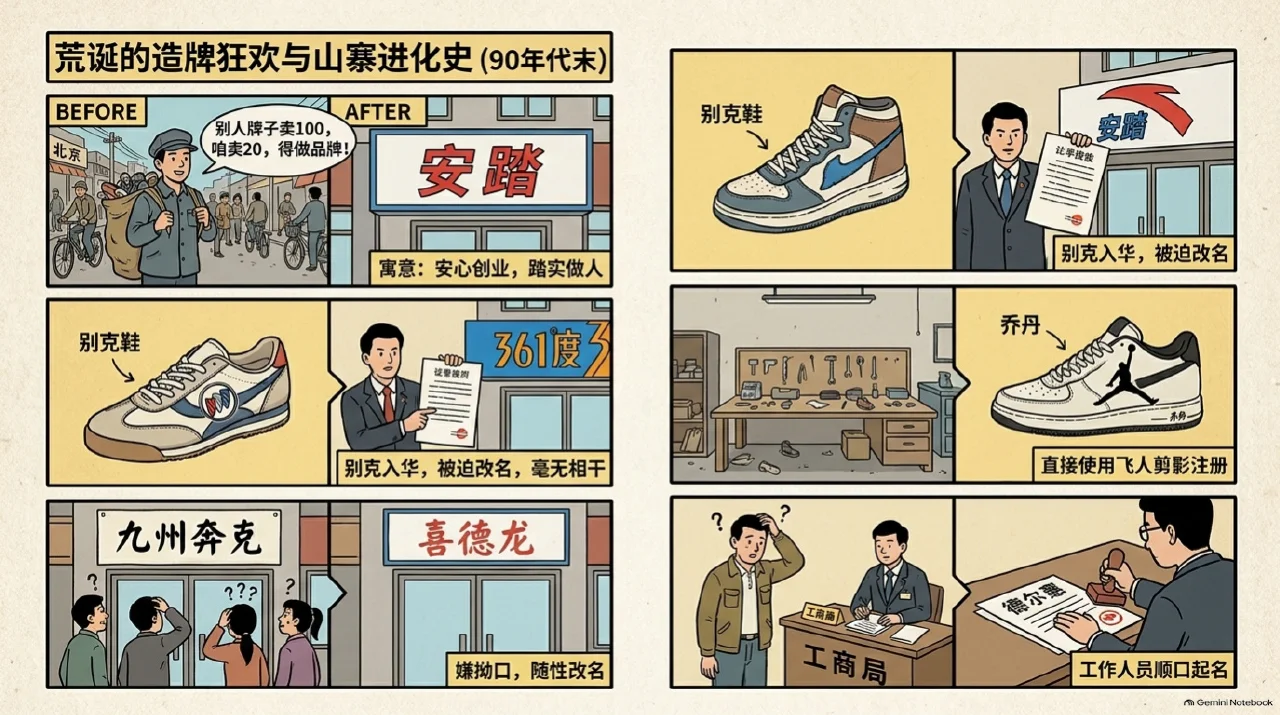 荒诞的造牌狂欢与山寨进化史 (90年代末)
BEFORE
北京
别人牌子卖100，
咱卖20，得做品牌！
AFTER
安踏
寓意：安心创业，踏实做人
别克鞋
361度
别克入华，被迫改名，毫无相干
九州奔克
?
???
?
喜德龙
嫌拗口，随性改名
别克鞋
安踏
别克入华，被迫改名
乔丹
直接使用飞人剪影注册
?
?
工商局
德尔惠
工作人员顺口起名
Gemini Notebook